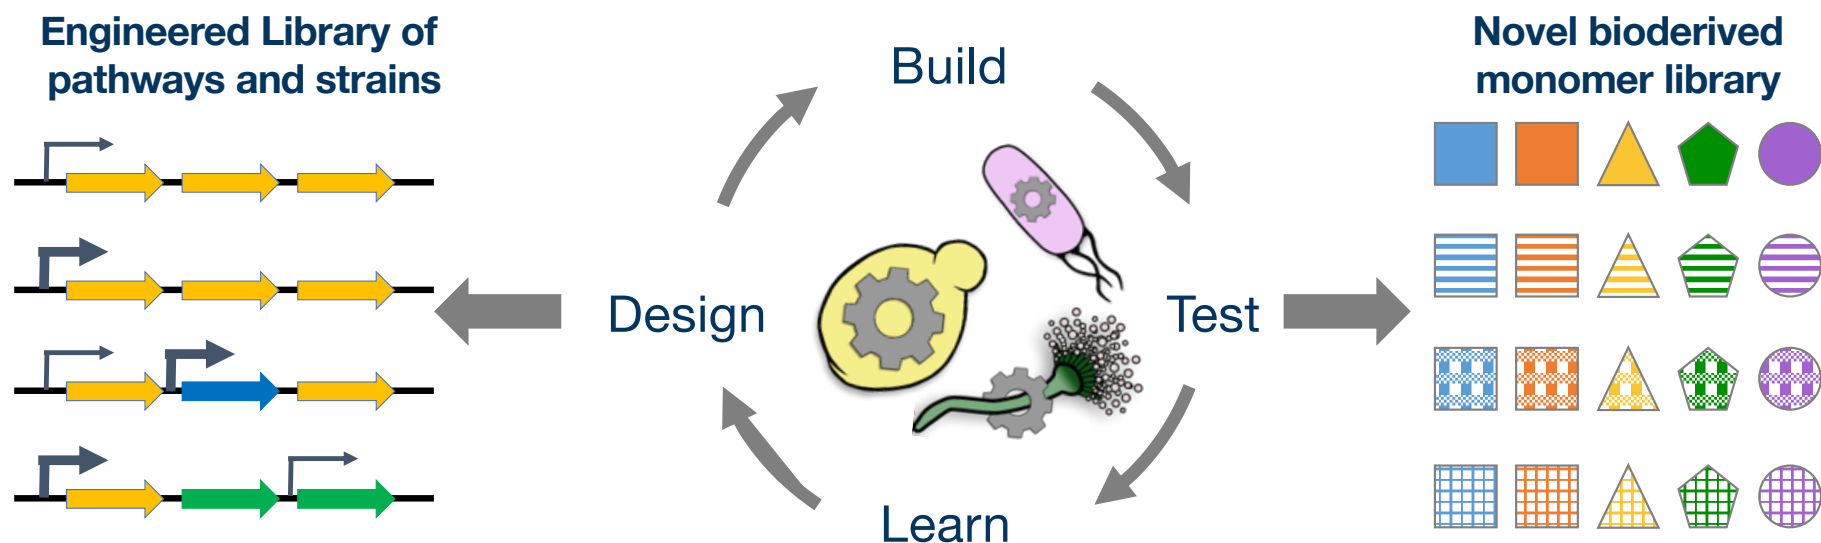 Engineered Library of
pathways and strains
Build
Design
Test
Learn
Novel bioderived
monomer library